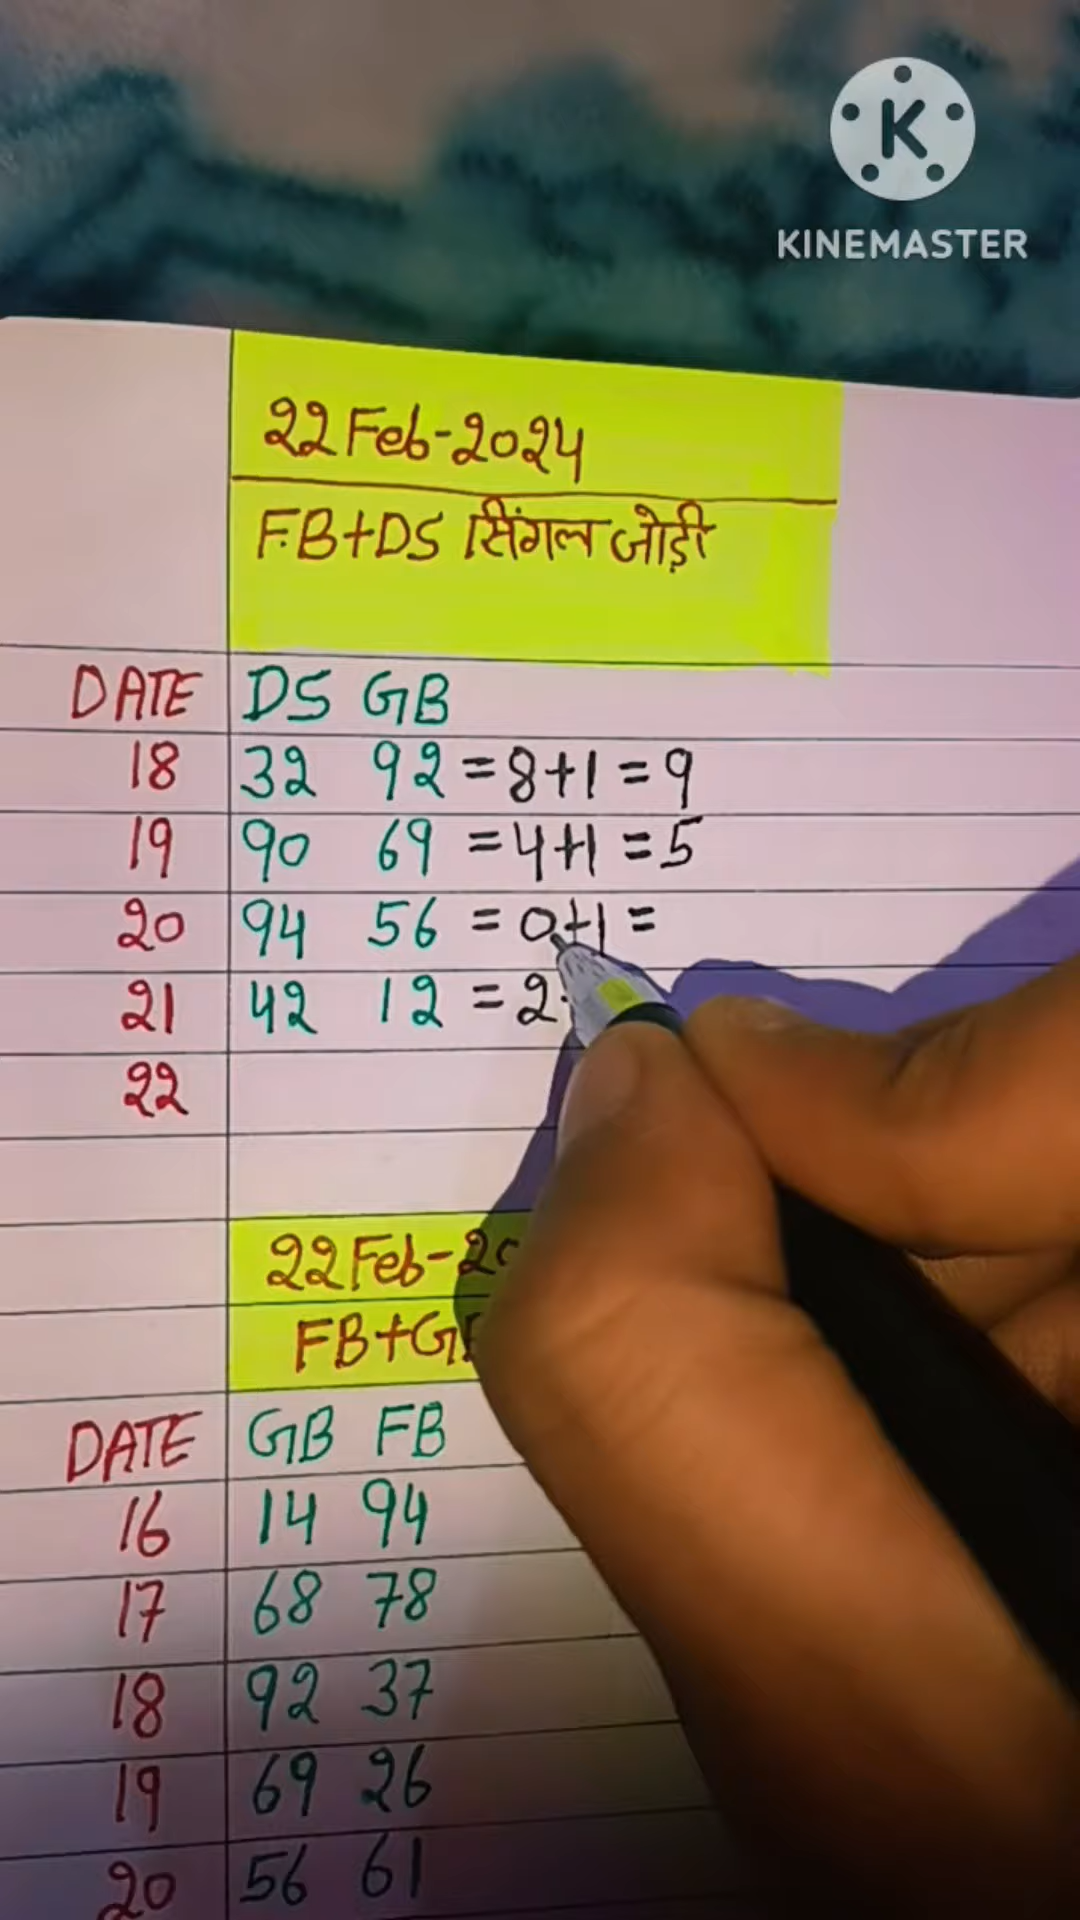 KINEMASTER
22 Feb-2024
F.B+DS सिंगल जोड़ी
DATE DS GB
18 32 92 = 8+1 = 9
19 90 69 = 4+1 = 5
20 94 56 = 0+1 =
21 42 12 = 2
22
22 Feb-20
FB+G
DATE GB FB
16 14 94
17 68 78
18 92 37
19 69 26
20 56 61